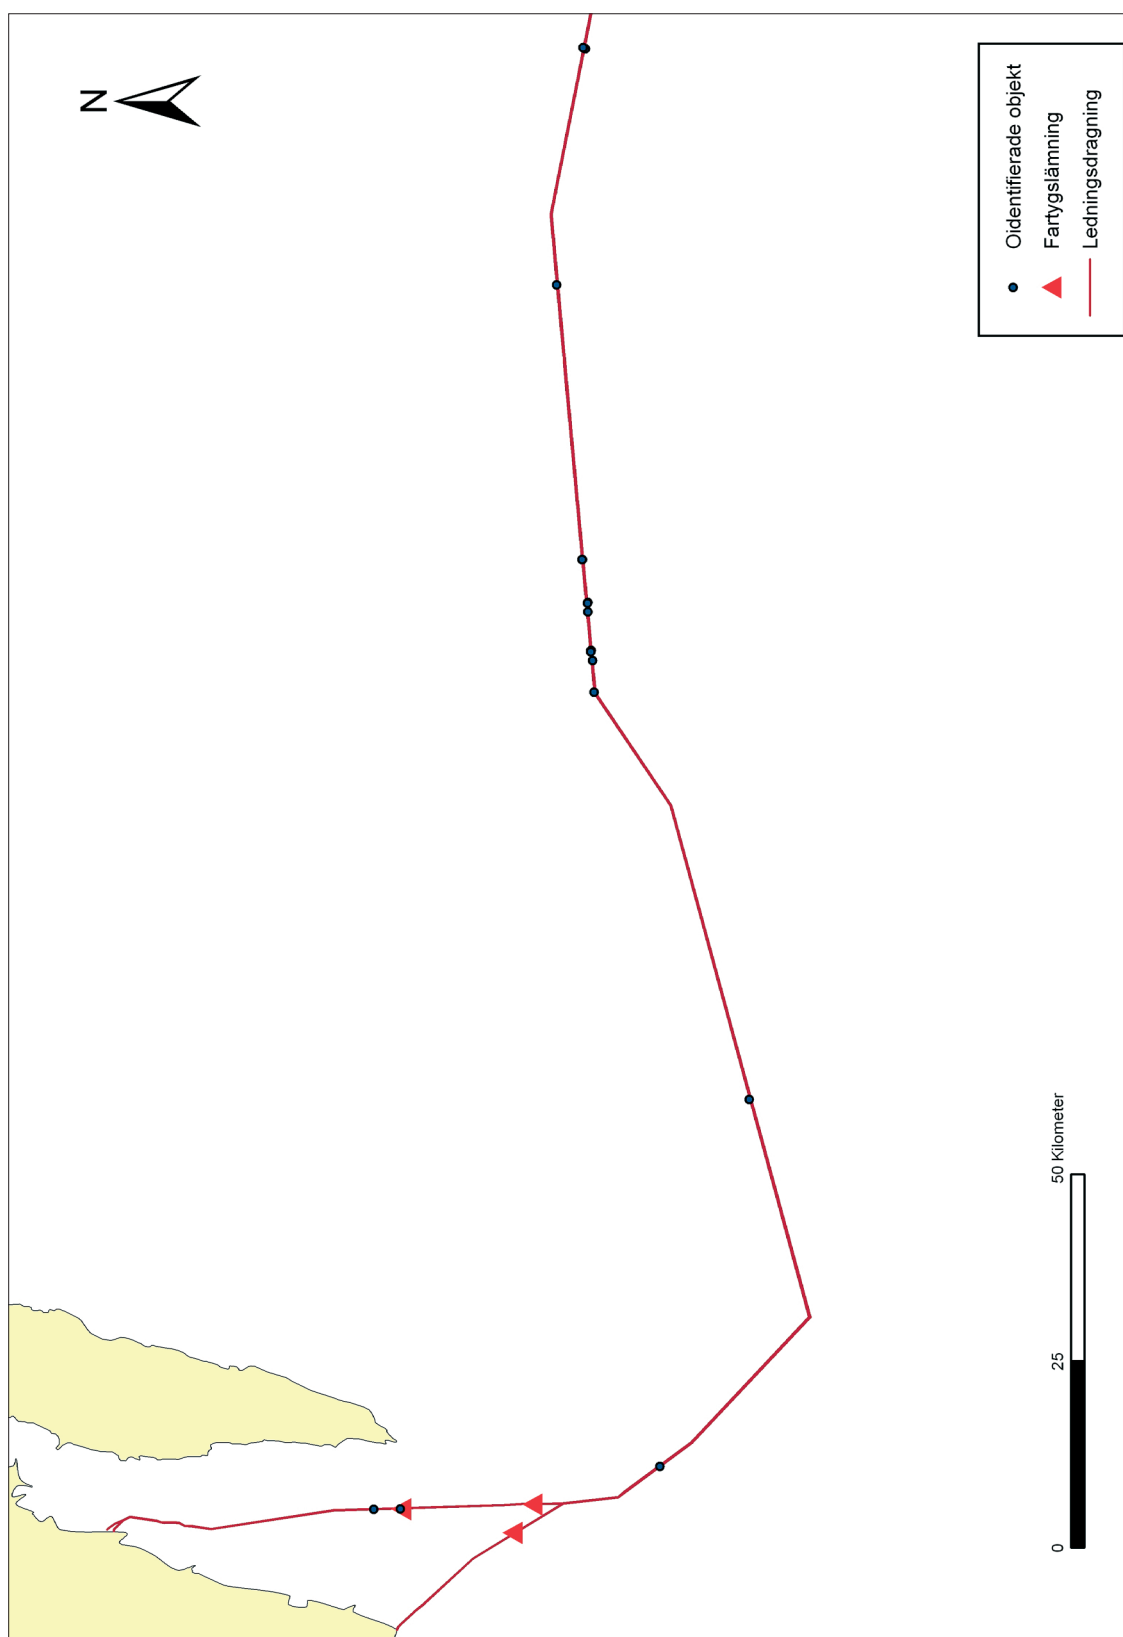 N
Oidentifierade objekt
Fartygslämning
Ledningsdragning
0 25 50 Kilometer